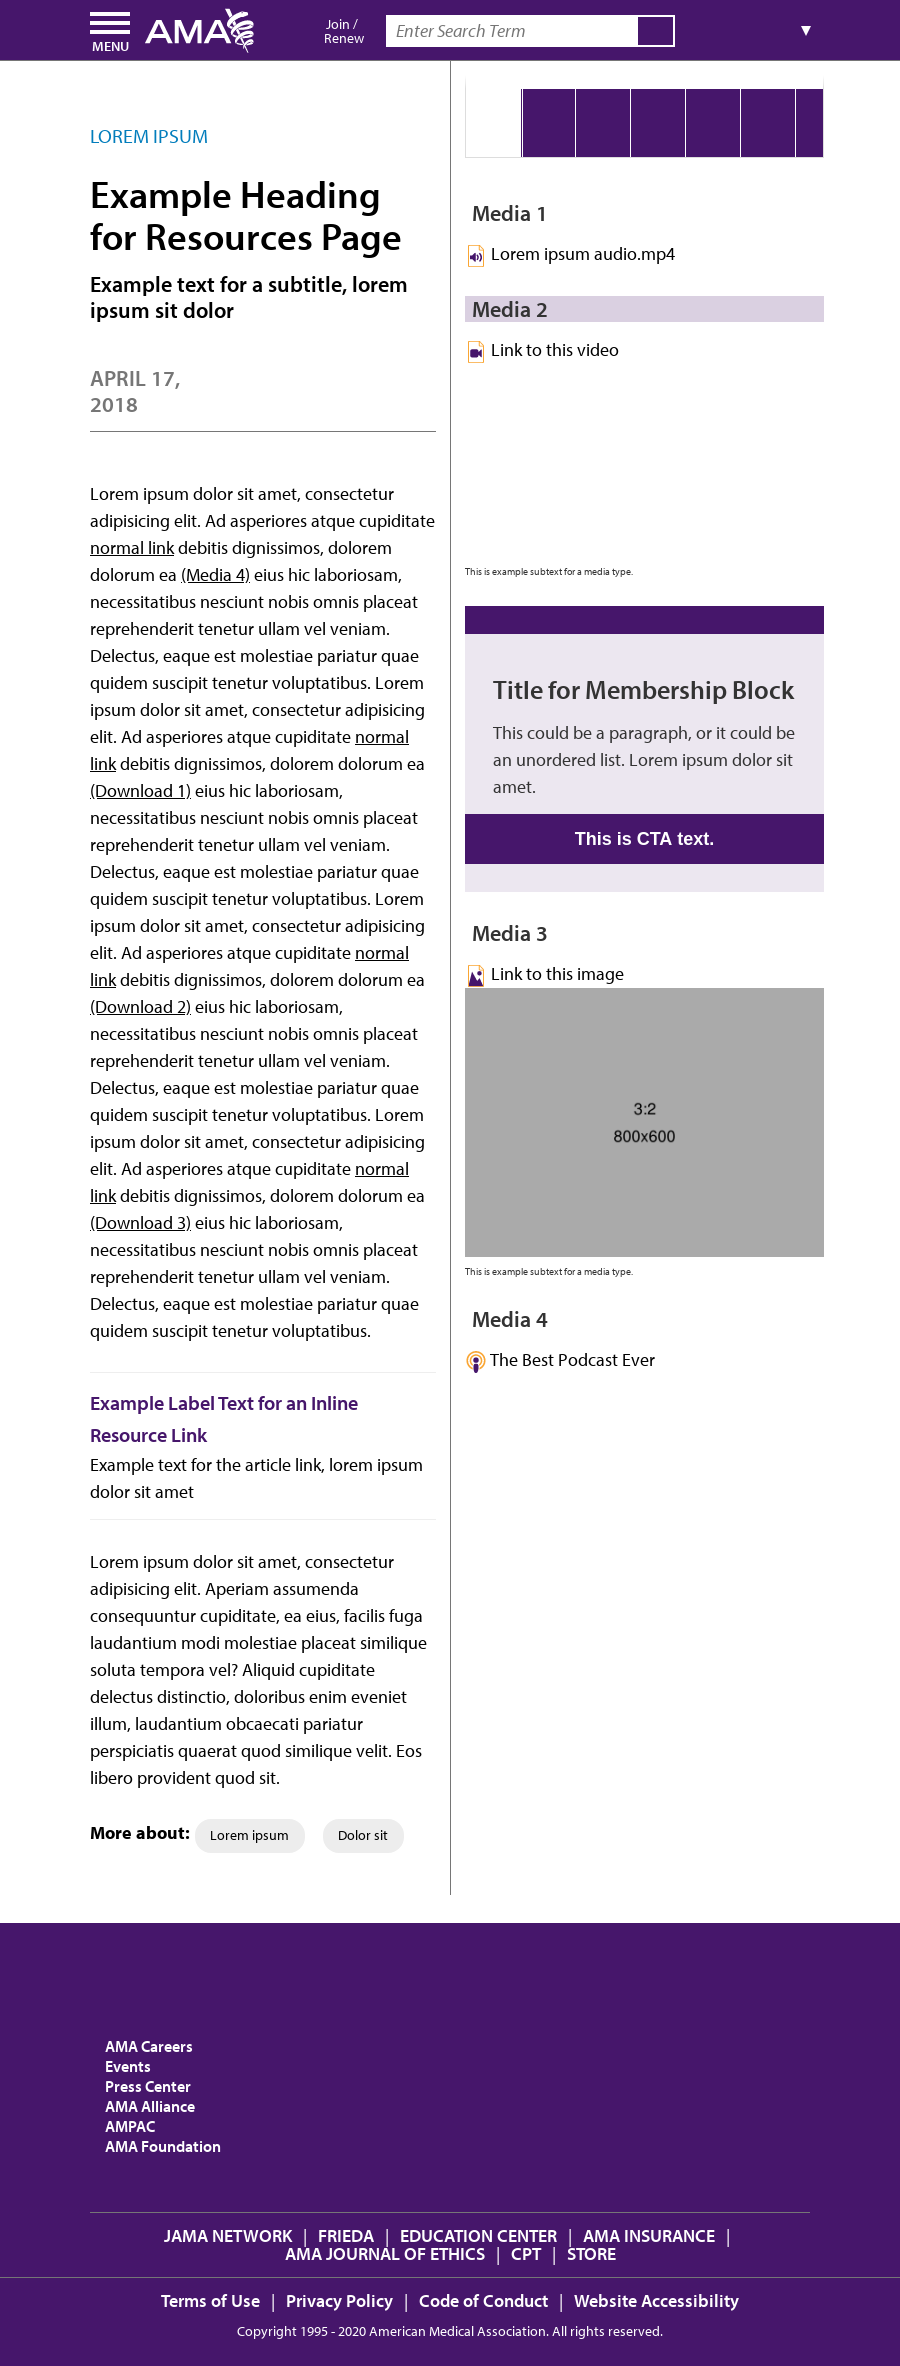 MENU
AMA
Join /
Renew
Enter Search Term
▼
LOREM IPSUM
Example Heading
for Resources Page
Example text for a subtitle, lorem
ipsum sit dolor
APRIL 17,
2018
Lorem ipsum dolor sit amet, consectetur
adipisicing elit. Ad asperiores atque cupiditate
normal link debitis dignissimos, dolorem
dolorum ea (Media 4) eius hic laboriosam,
necessitatibus nesciunt nobis omnis placeat
reprehenderit tenetur ullam vel veniam.
Delectus, eaque est molestiae pariatur quae
quidem suscipit tenetur voluptatibus. Lorem
ipsum dolor sit amet, consectetur adipisicing
elit. Ad asperiores atque cupiditate normal
link debitis dignissimos, dolorem dolorum ea
(Download 1) eius hic laboriosam,
necessitatibus nesciunt nobis omnis placeat
reprehenderit tenetur ullam vel veniam.
Delectus, eaque est molestiae pariatur quae
quidem suscipit tenetur voluptatibus. Lorem
ipsum dolor sit amet, consectetur adipisicing
elit. Ad asperiores atque cupiditate normal
link debitis dignissimos, dolorem dolorum ea
(Download 2) eius hic laboriosam,
necessitatibus nesciunt nobis omnis placeat
reprehenderit tenetur ullam vel veniam.
Delectus, eaque est molestiae pariatur quae
quidem suscipit tenetur voluptatibus. Lorem
ipsum dolor sit amet, consectetur adipisicing
elit. Ad asperiores atque cupiditate normal
link debitis dignissimos, dolorem dolorum ea
(Download 3) eius hic laboriosam,
necessitatibus nesciunt nobis omnis placeat
reprehenderit tenetur ullam vel veniam.
Delectus, eaque est molestiae pariatur quae
quidem suscipit tenetur voluptatibus.
Example Label Text for an Inline
Resource Link
Example text for the article link, lorem ipsum
dolor sit amet
Lorem ipsum dolor sit amet, consectetur
adipisicing elit. Aperiam assumenda
consequuntur cupiditate, ea eius, facilis fuga
laudantium modi molestiae placeat similique
soluta tempora vel? Aliquid cupiditate
delectus distinctio, doloribus enim eveniet
illum, laudantium obcaecati pariatur
perspiciatis quaerat quod similique velit. Eos
libero provident quod sit.
More about: Lorem ipsum Dolor sit
Media 1
Lorem ipsum audio.mp4
Media 2
Link to this video
This is example subtext for a media type.
Title for Membership Block
This could be a paragraph, or it could be
an unordered list. Lorem ipsum dolor sit
amet.
This is CTA text.
Media 3
Link to this image
3:2
800x600
This is example subtext for a media type.
Media 4
The Best Podcast Ever
AMA Careers
Events
Press Center
AMA Alliance
AMPAC
AMA Foundation
JAMA NETWORK | FRIEDA | EDUCATION CENTER | AMA INSURANCE |
AMA JOURNAL OF ETHICS | CPT | STORE
Terms of Use | Privacy Policy | Code of Conduct | Website Accessibility
Copyright 1995 - 2020 American Medical Association. All rights reserved.